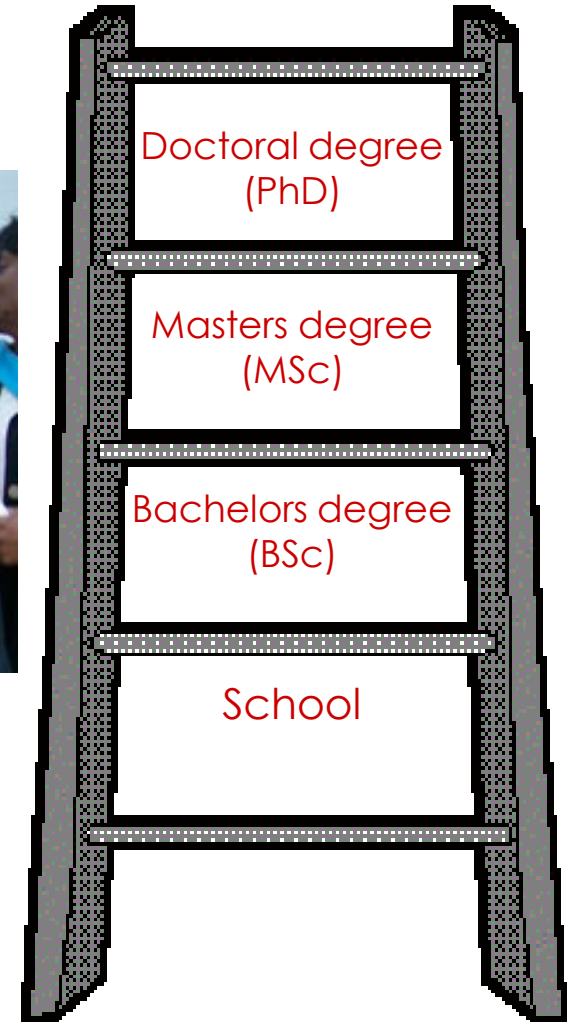 Doctoral degree
(PhD)
Masters degree
(MSc)
Bachelors degree
(BSc)
School